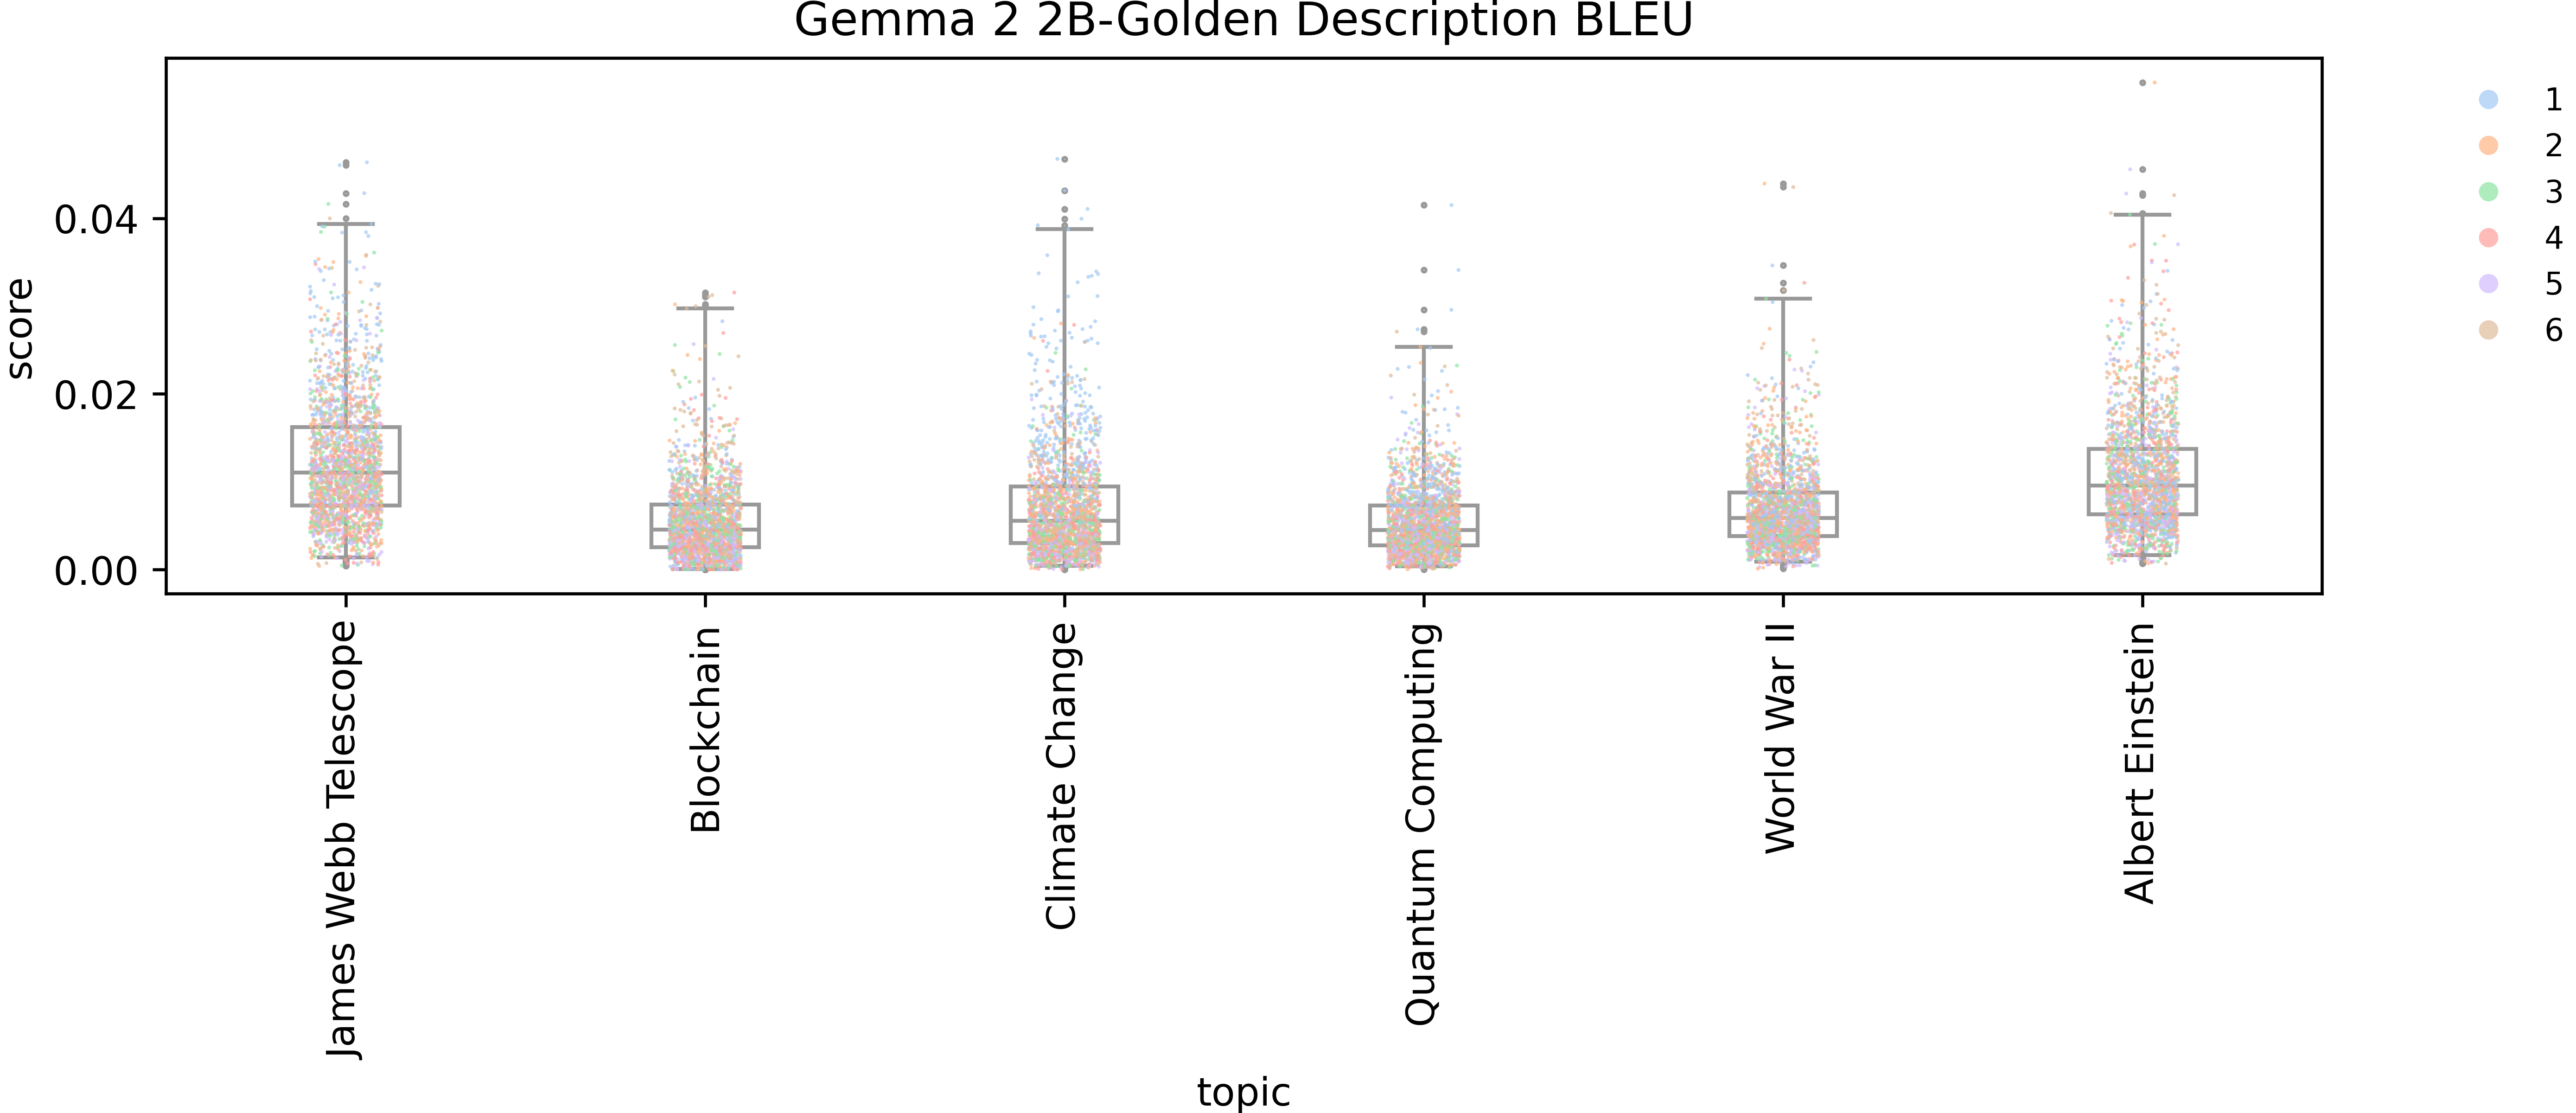 Gemma 2 2B-Golden Description BLEU
score
0.04
0.02
0.00
1
2
3
4
5
6
James Webb Telescope
Blockchain
Climate Change
Quantum Computing
World War II
Albert Einstein
topic